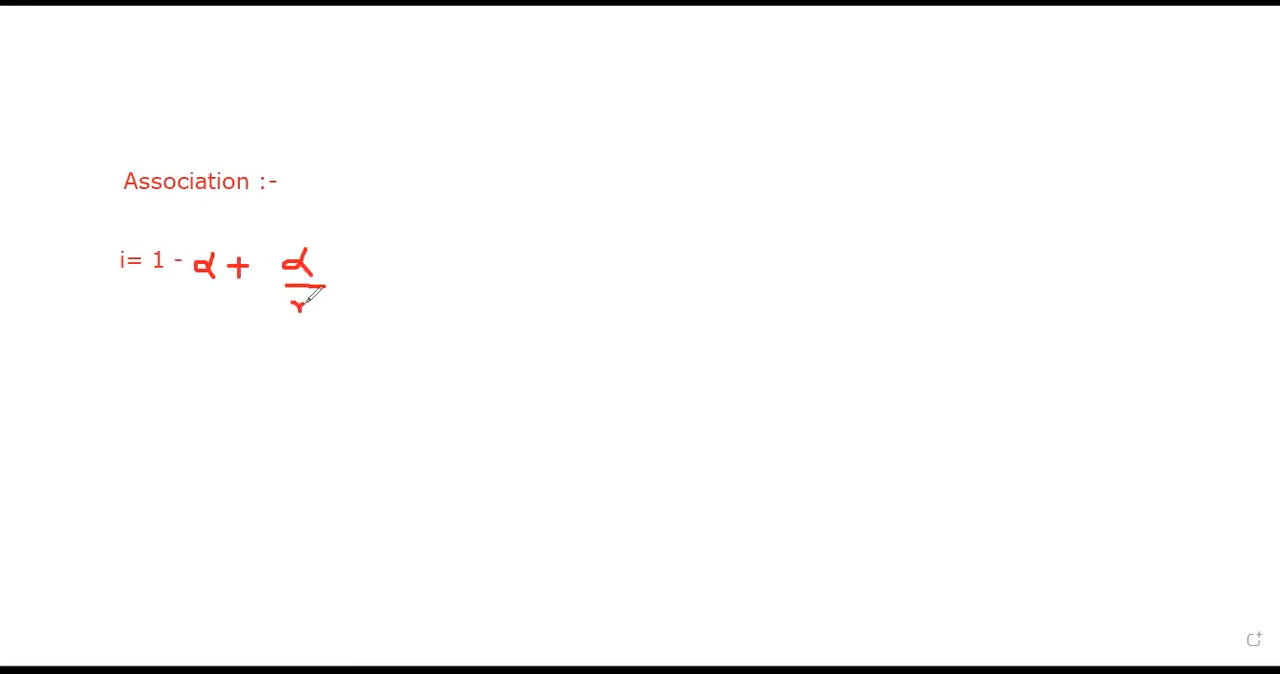 Association :-
i= 1 - α + α